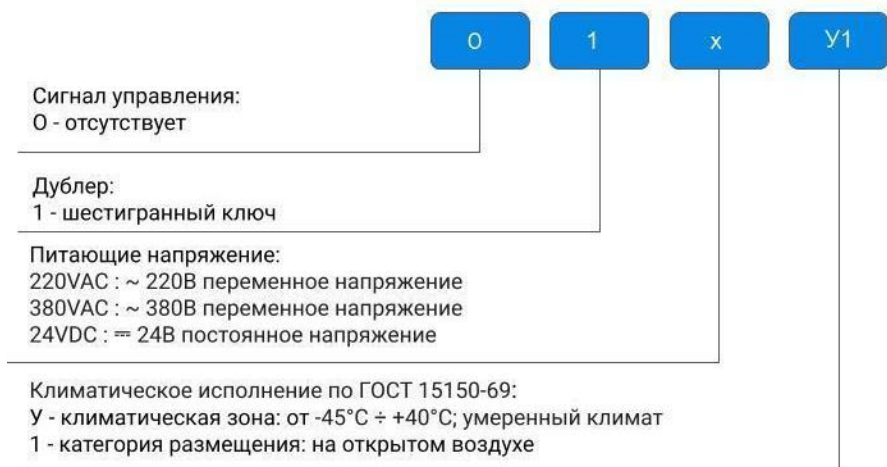 0 1 x У1
Сигнал управления:
0 - отсутствует
Дублер:
1 - шестигранный ключ
Питающие напряжение:
220VAC : ~ 220В переменное напряжение
380VAC : ~ 380В переменное напряжение
24VDC : ⎓ 24В постоянное напряжение
Климатическое исполнение по ГОСТ 15150-69:
У - климатическая зона: от -45°C ÷ +40°C; умеренный климат
1 - категория размещения: на открытом воздухе